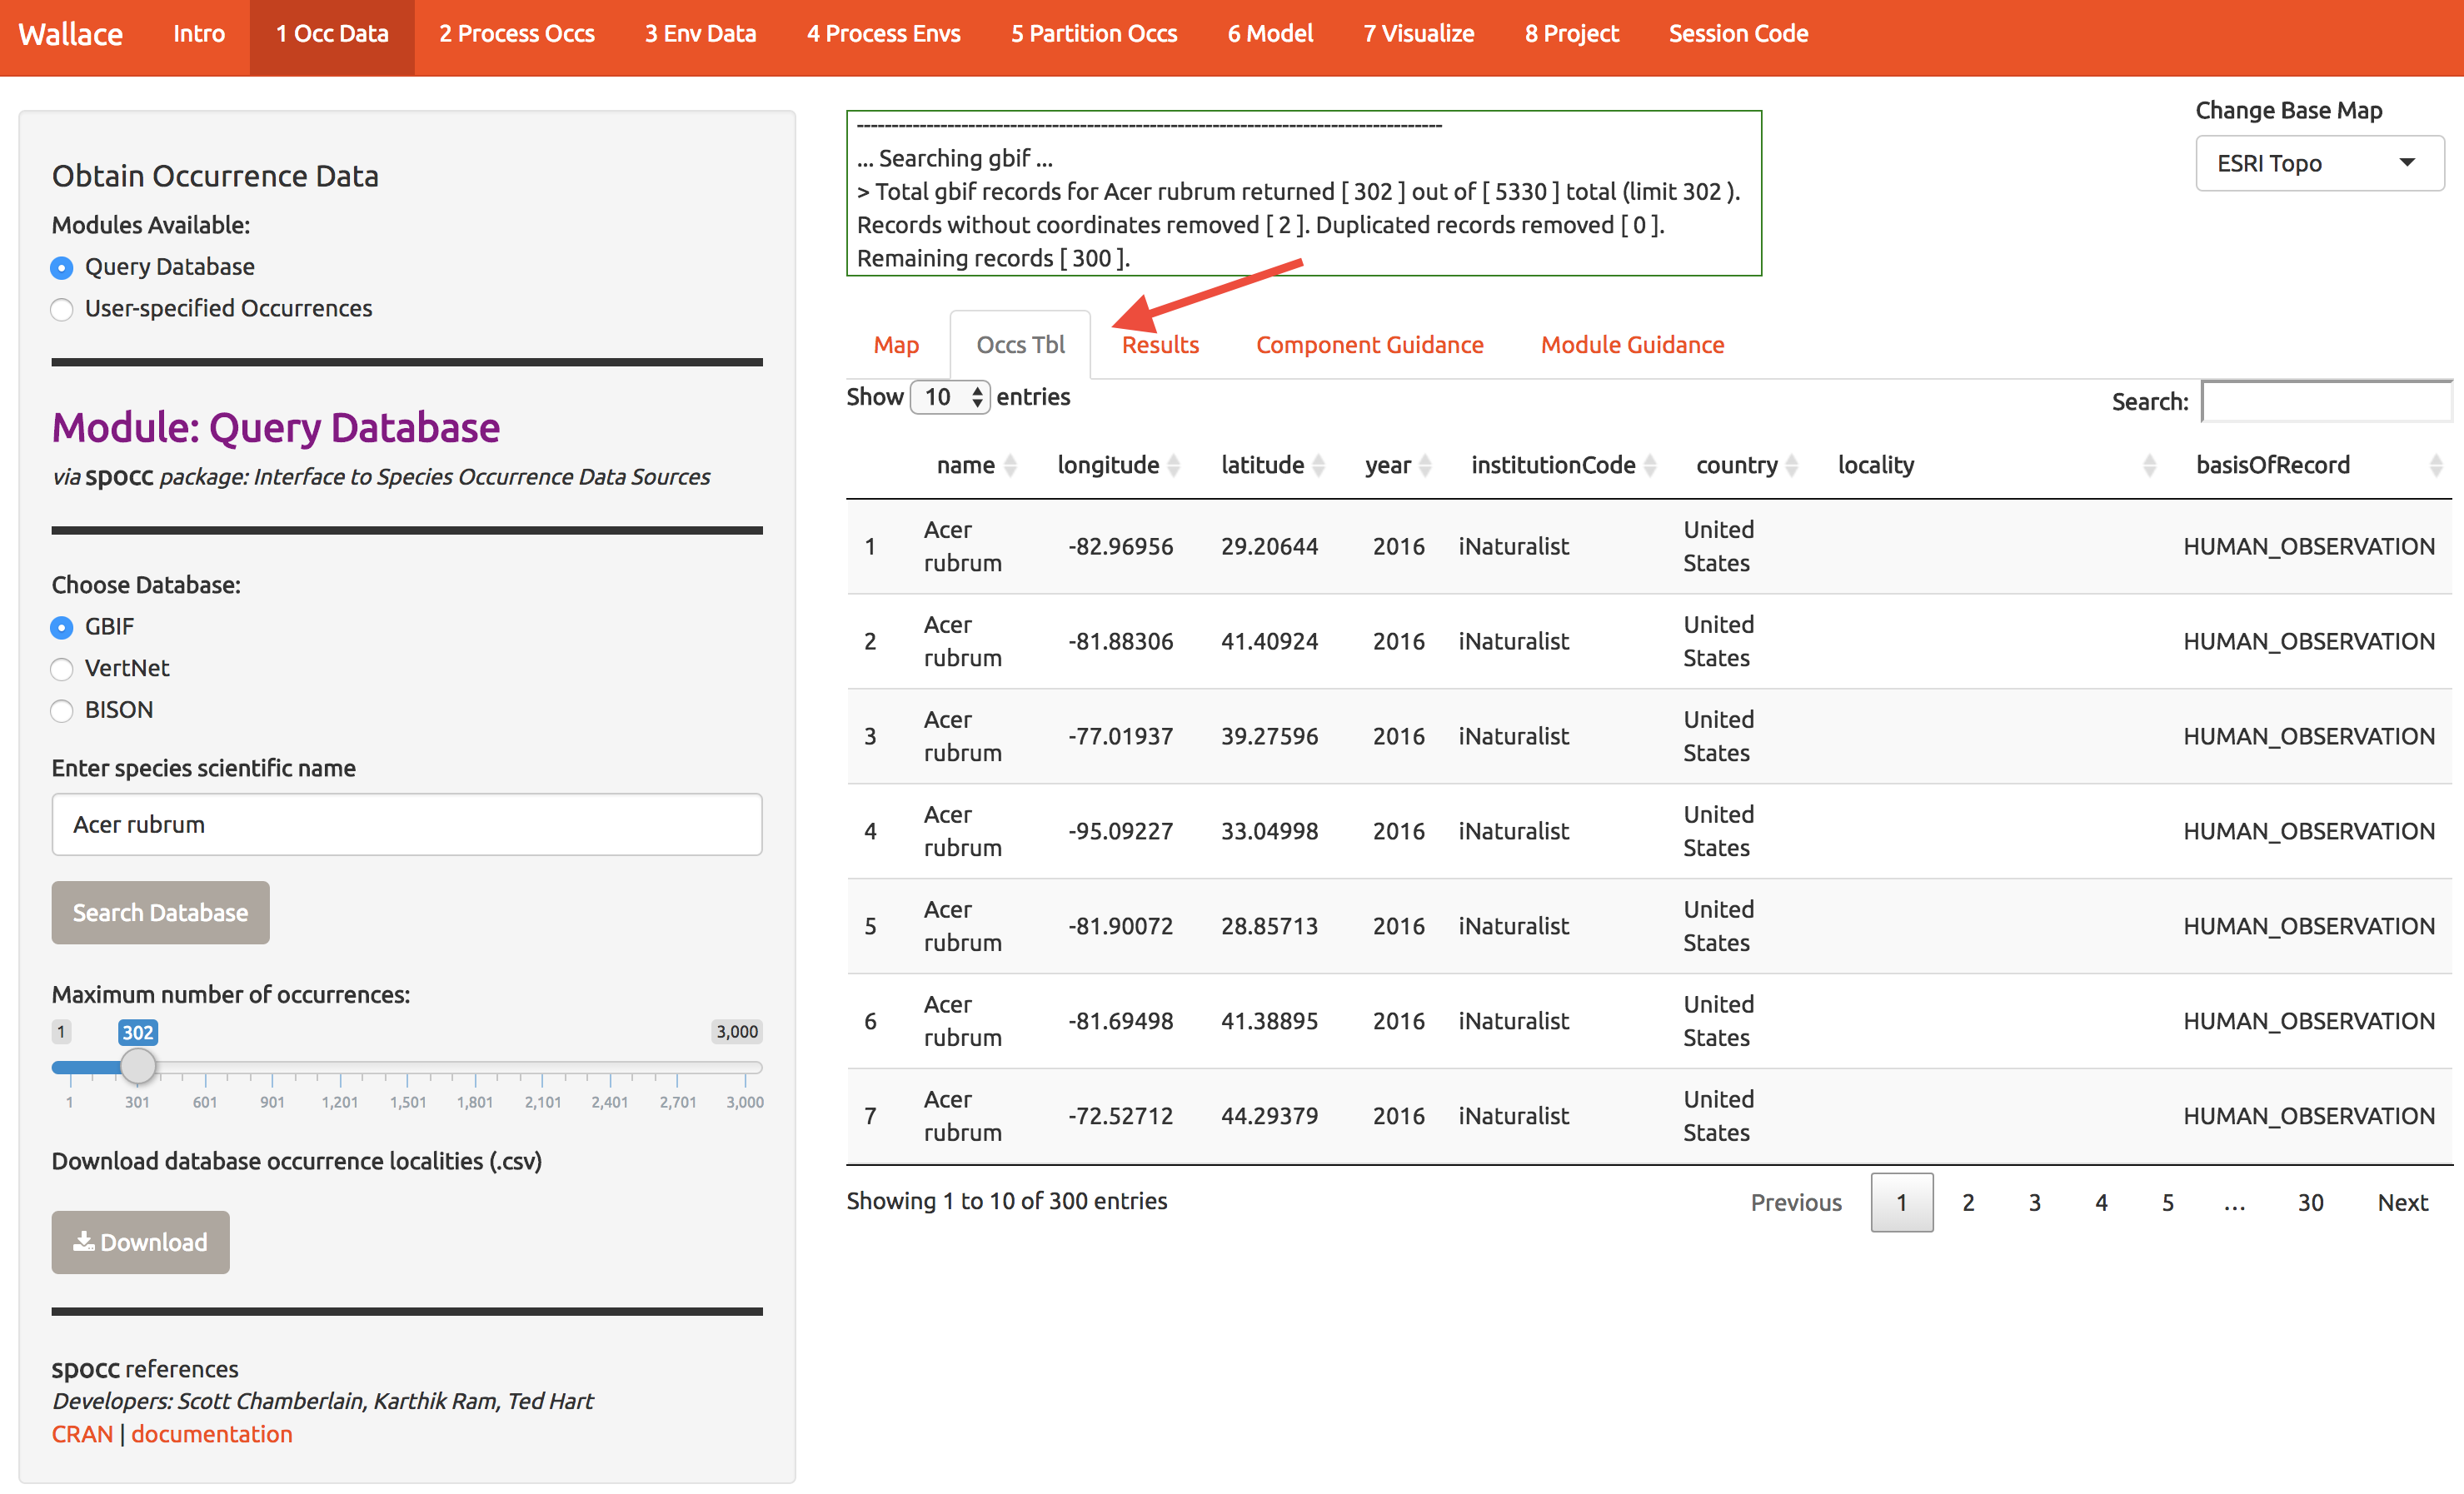 Wallace Intro 1 Occ Data 2 Process Occs 3 Env Data 4 Process Envs 5 Partition Occs 6 Model 7 Visualize 8 Project Session Code
Obtain Occurrence Data
Modules Available:
Query Database
User-specified Occurrences
Module: Query Database
via spocc package: Interface to Species Occurrence Data Sources
Choose Database:
GBIF
VertNet
BISON
Enter species scientific name
Acer rubrum
Search Database
Maximum number of occurrences:
1 302 3,000
1 301 601 901 1,201 1,501 1,801 2,101 2,401 2,701 3,000
Download database occurrence localities (.csv)
Download
spocc references
Developers: Scott Chamberlain, Karthik Ram, Ted Hart
CRAN | documentation
--------------------------------------------------------------------------------
... Searching gbif ...
> Total gbif records for Acer rubrum returned [ 302 ] out of [ 5330 ] total (limit 302 ).
Records without coordinates removed [ 2 ]. Duplicated records removed [ 0 ].
Remaining records [ 300 ].
Change Base Map
ESRI Topo
Map Occs Tbl Results Component Guidance Module Guidance
Show 10 entries Search:
name longitude latitude year institutionCode country locality basisOfRecord
1 Acer rubrum -82.96956 29.20644 2016 iNaturalist United States HUMAN_OBSERVATION
2 Acer rubrum -81.88306 41.40924 2016 iNaturalist United States HUMAN_OBSERVATION
3 Acer rubrum -77.01937 39.27596 2016 iNaturalist United States HUMAN_OBSERVATION
4 Acer rubrum -95.09227 33.04998 2016 iNaturalist United States HUMAN_OBSERVATION
5 Acer rubrum -81.90072 28.85713 2016 iNaturalist United States HUMAN_OBSERVATION
6 Acer rubrum -81.69498 41.38895 2016 iNaturalist United States HUMAN_OBSERVATION
7 Acer rubrum -72.52712 44.29379 2016 iNaturalist United States HUMAN_OBSERVATION
Showing 1 to 10 of 300 entries Previous 1 2 3 4 5 ... 30 Next